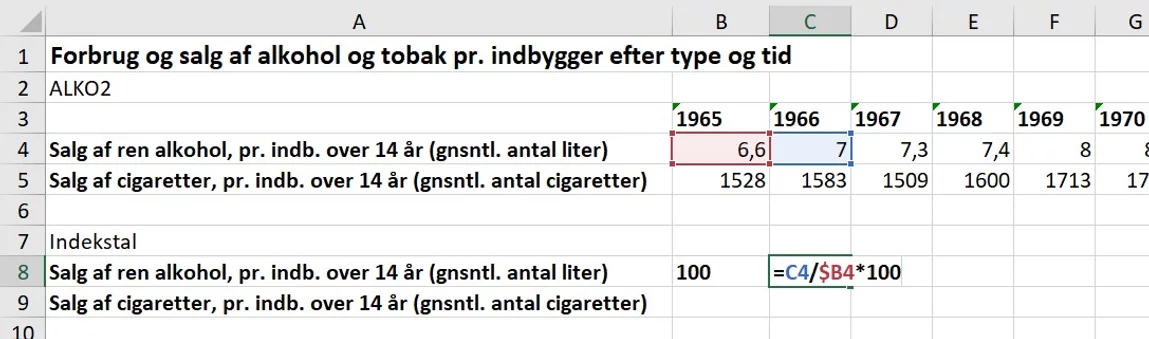 A B C D E F G
1 Forbrug og salg af alkohol og tobak pr. indbygger efter type og tid
2 ALKO2
3 1965 1966 1967 1968 1969 1970
4 Salg af ren alkohol, pr. indb. over 14 år (gnsntl. antal liter) 6,6 7 7,3 7,4 8
5 Salg af cigaretter, pr. indb. over 14 år (gnsntl. antal cigaretter) 1528 1583 1509 1600 1713 17
6
7 Indekstal
8 Salg af ren alkohol, pr. indb. over 14 år (gnsntl. antal liter) 100 =C4/$B4*100
9 Salg af cigaretter, pr. indb. over 14 år (gnsntl. antal cigaretter)
10